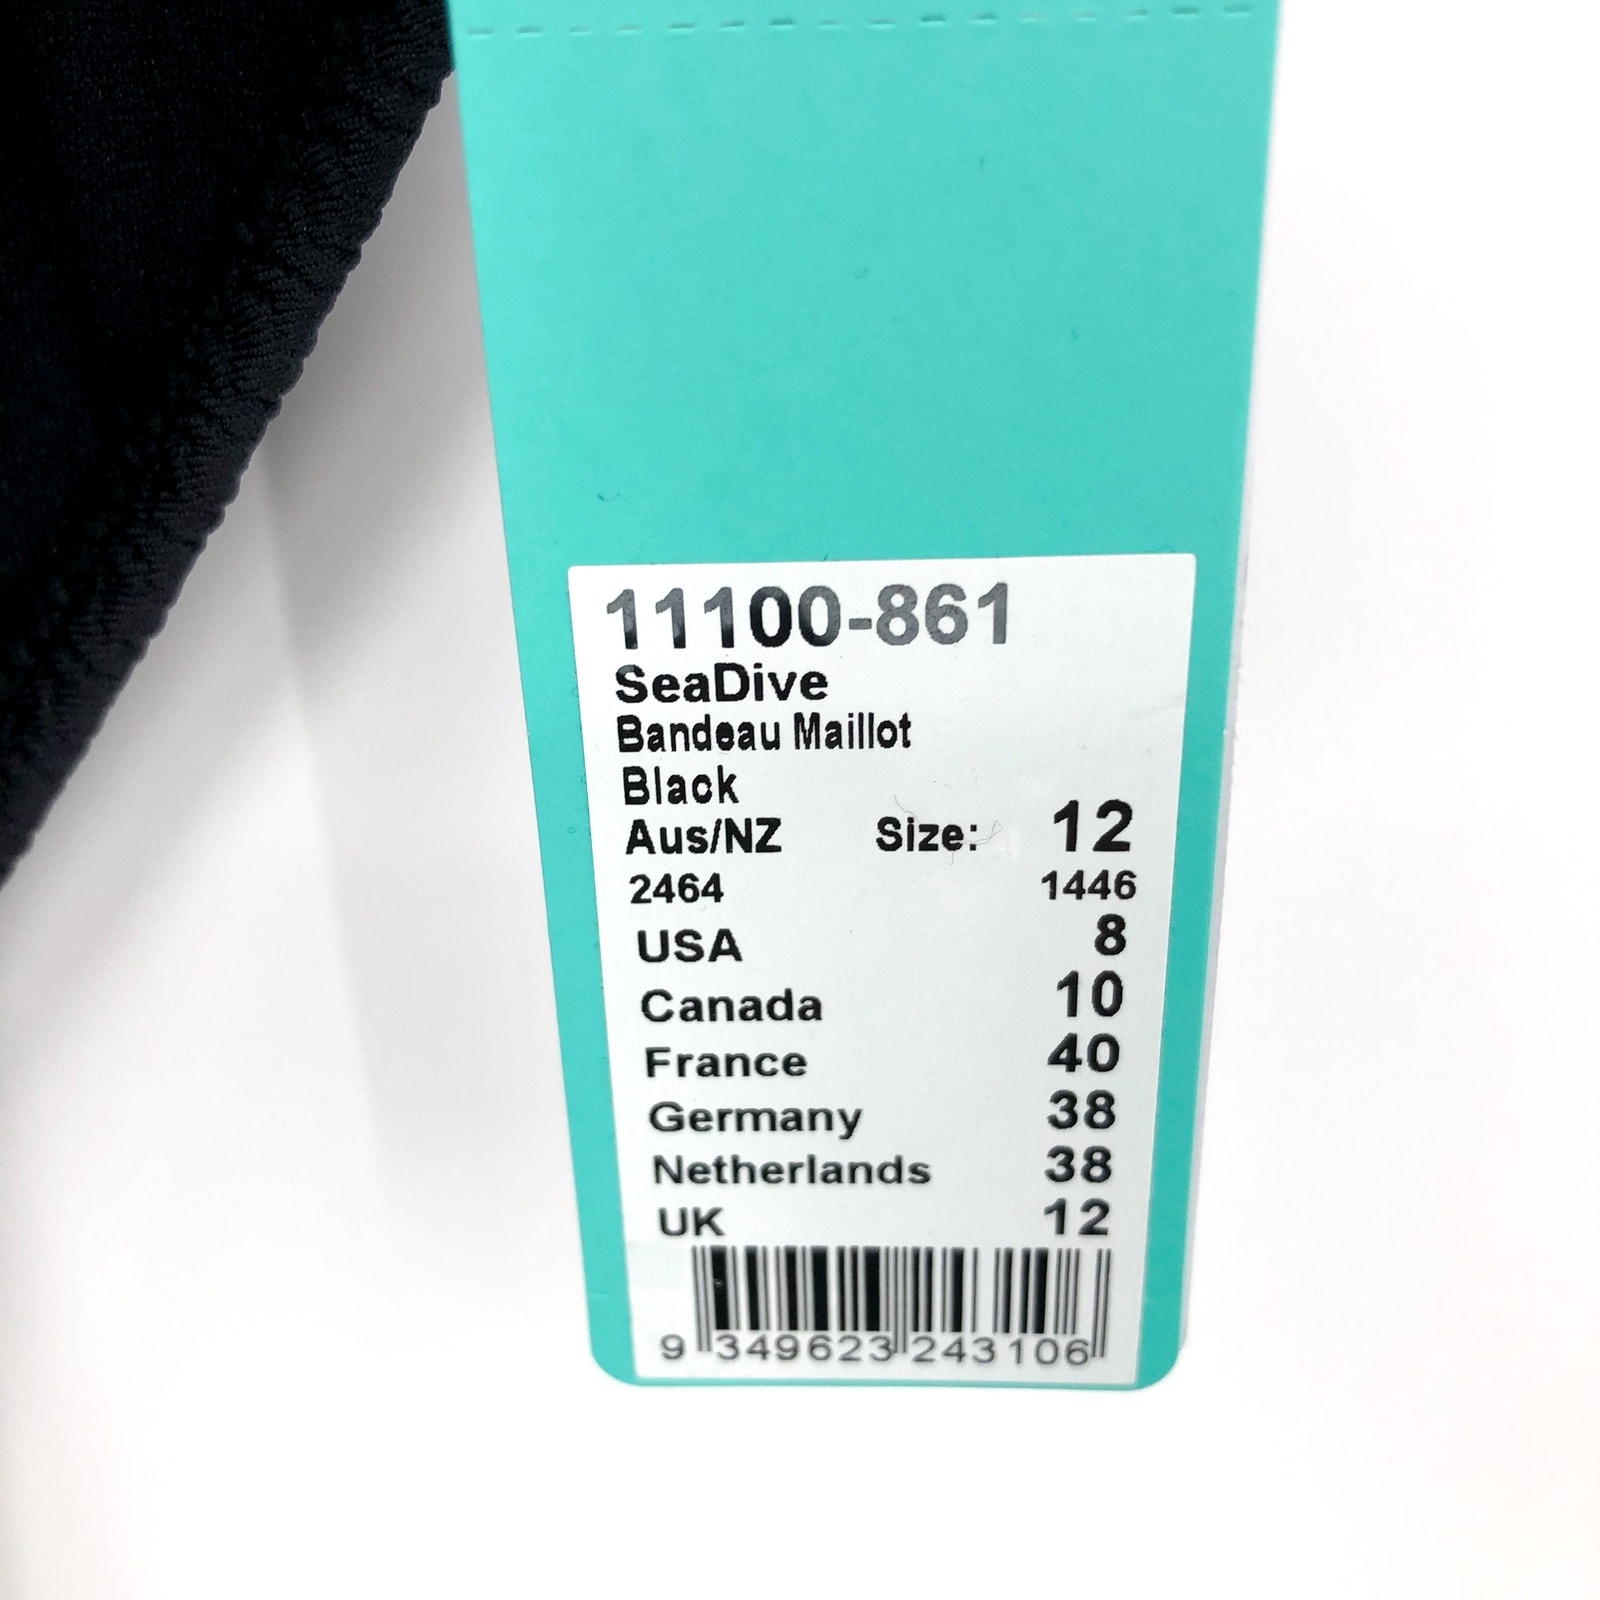 11100-861
SeaDive
Bandeau Maillot
Black
Aus/NZ Size: 12
2464 1446
USA 8
Canada 10
France 40
Germany 38
Netherlands 38
UK 12
9 349623 243106